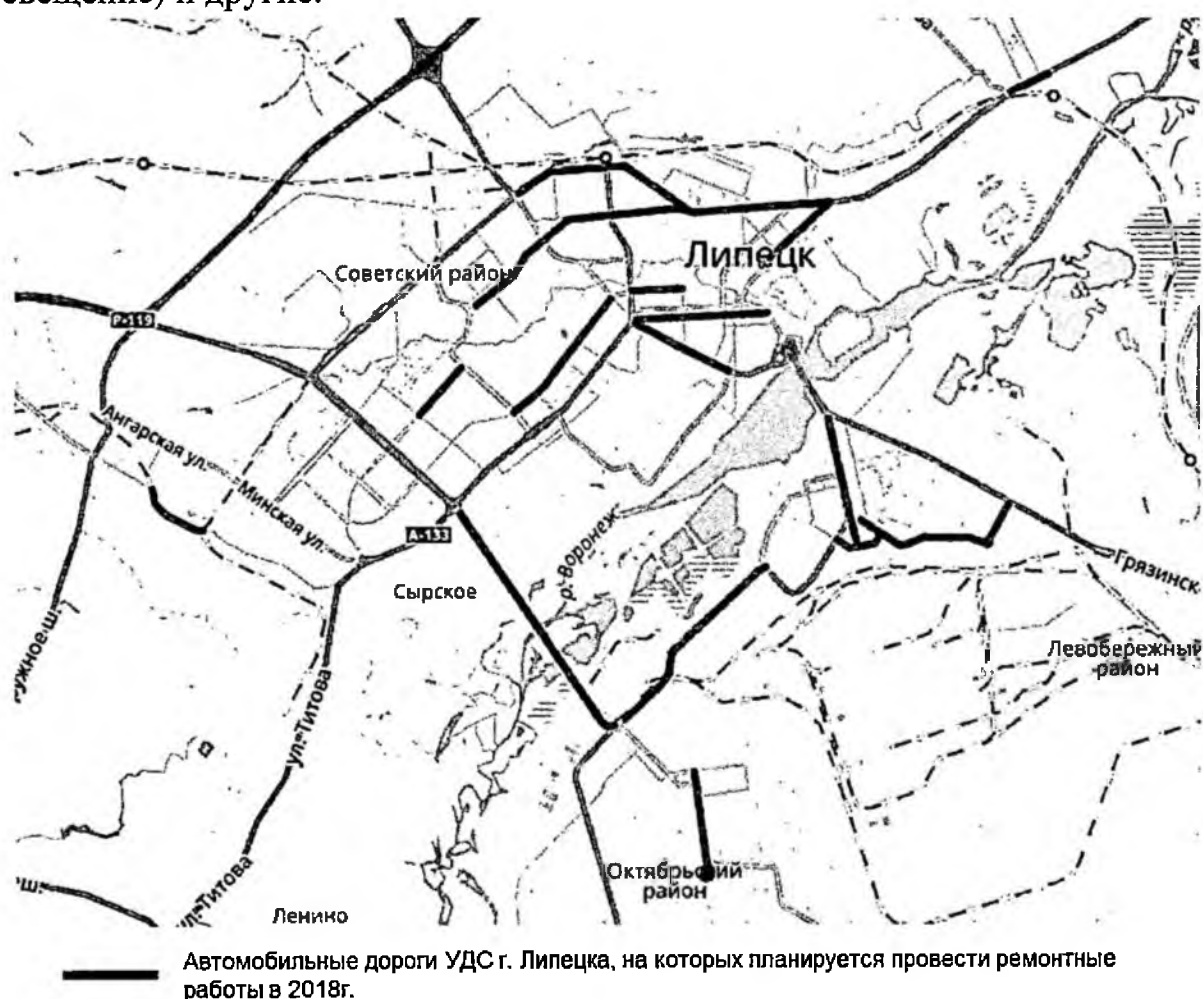 и другие.
Липецк
Советский район
Р-119
Ангарская ул.
Минская ул.
А-133
Сырское
р. Воронеж
Грязинск
Левобережный
район
ул. Титова
Октябрьский
район
ул. Титова
Ленино
Автомобильные дороги УДС г. Липецка, на которых планируется провести ремонтные
работы в 2018г.